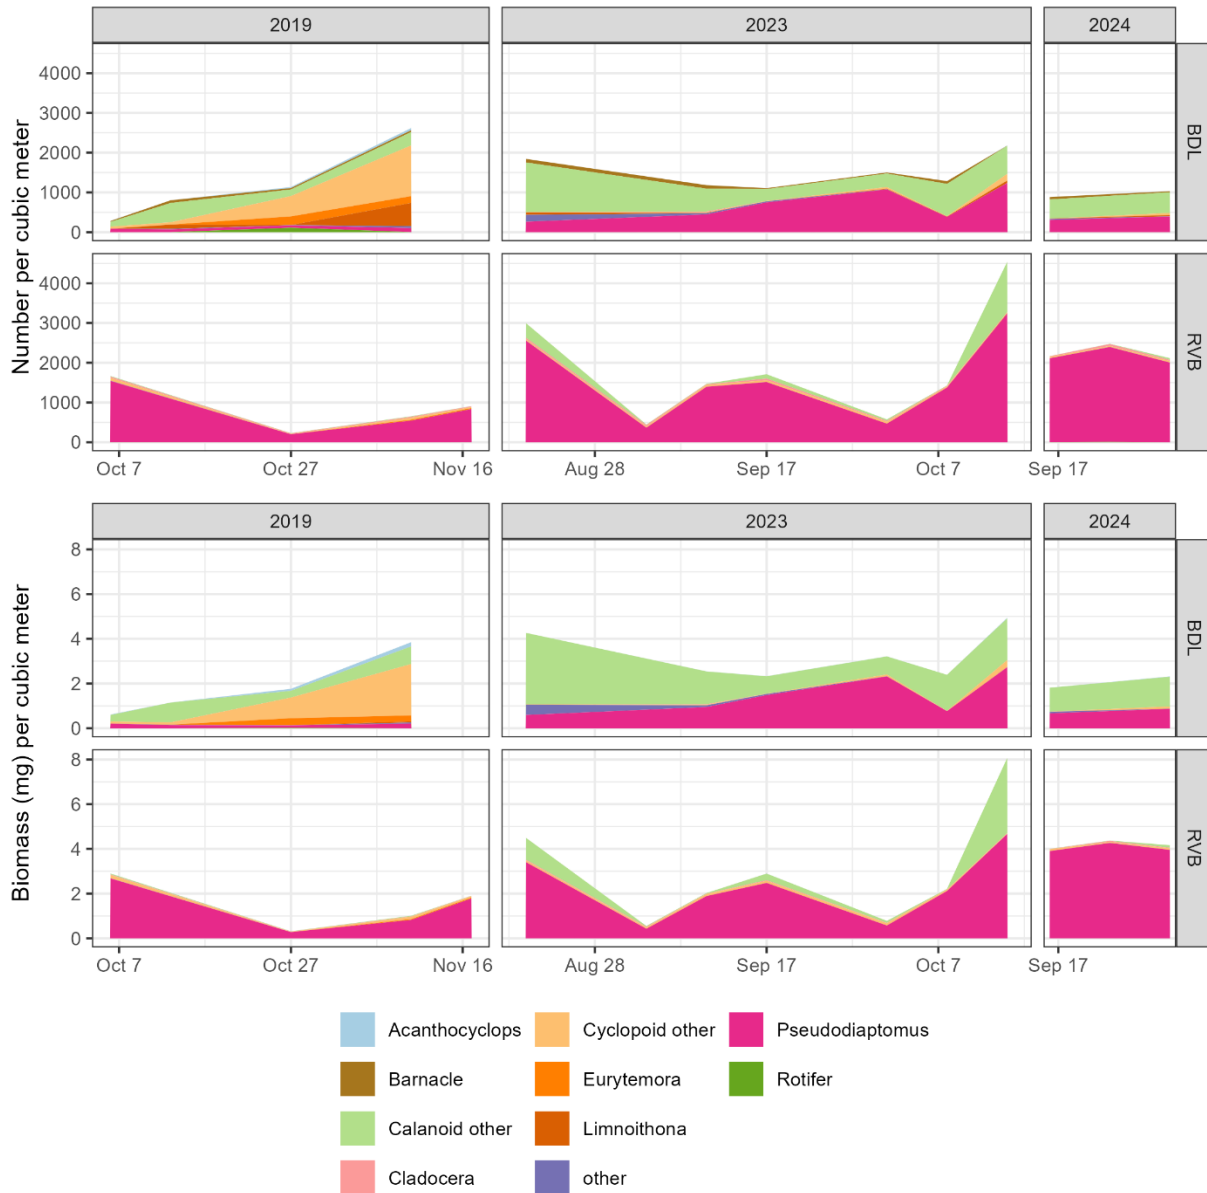 2019 2023 2024
Number per cubic meter
4000
3000
2000
1000
0
BDL
4000
3000
2000
1000
0
RVB
Oct 7 Oct 27 Nov 16 Aug 28 Sep 17 Oct 7 Sep 17
2019 2023 2024
Biomass (mg) per cubic meter
8
6
4
2
0
BDL
8
6
4
2
0
RVB
Oct 7 Oct 27 Nov 16 Aug 28 Sep 17 Oct 7 Sep 17
Acanthocyclops Cyclopoid other Pseudodiaptomus
Barnacle Eurytemora Rotifer
Calanoid other Limnoithona
Cladocera other